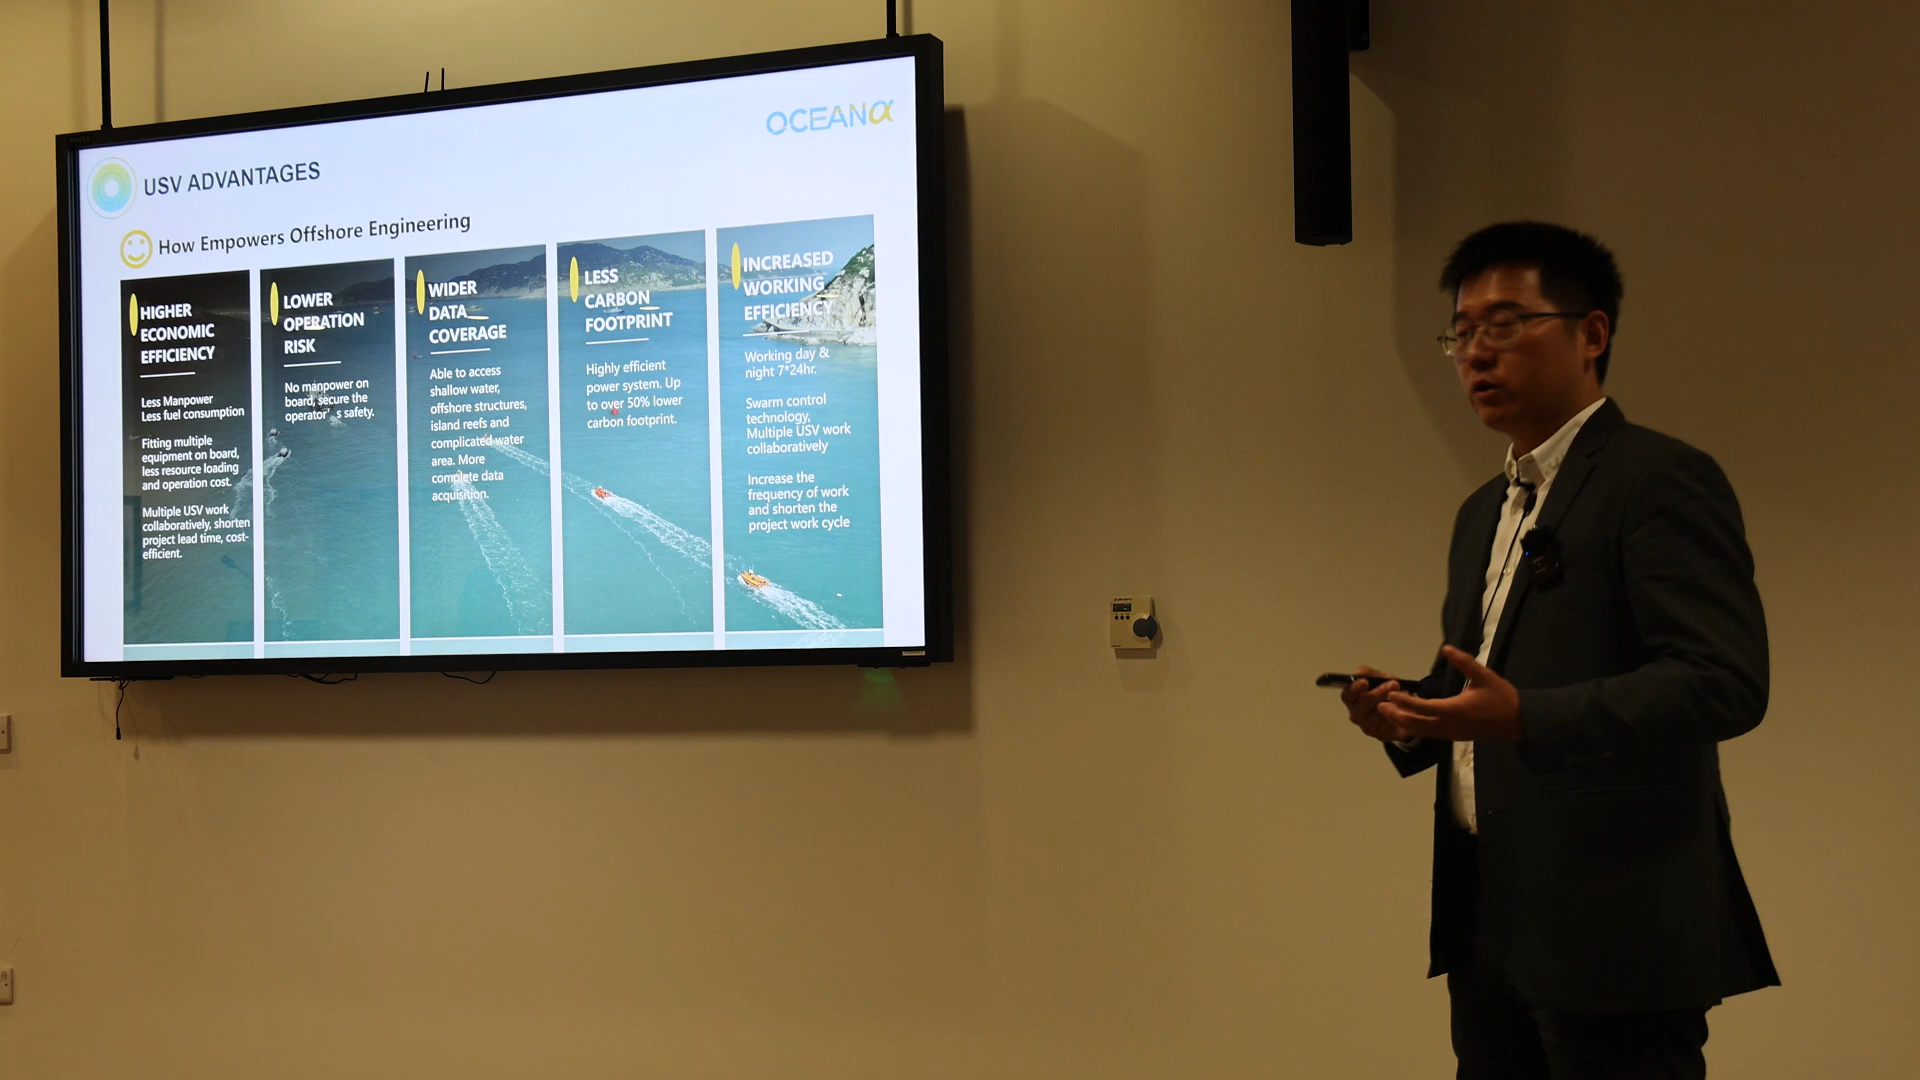 OCEANα
USV ADVANTAGES
How Empowers Offshore Engineering
HIGHER
ECONOMIC
EFFICIENCY
Less Manpower
Less fuel consumption
Fitting multiple
equipment on board,
less resource loading
and operation cost.
Multiple USV work
collaboratively, shorten
project lead time, cost-
efficient.
LOWER
OPERATION
RISK
No manpower on
board, secure the
operator s safety.
WIDER
DATA
COVERAGE
Able to access
shallow water,
offshore structures,
island reefs and
complicated water
area. More
complete data
acquisition.
LESS
CARBON
FOOTPRINT
Highly efficient
power system. Up
to over 50% lower
carbon footprint.
INCREASED
WORKING
EFFICIENCY
Working day &
night 7*24hr.
Swarm control
technology,
Multiple USV work
collaboratively
Increase the
frequency of work
and shorten the
project work cycle